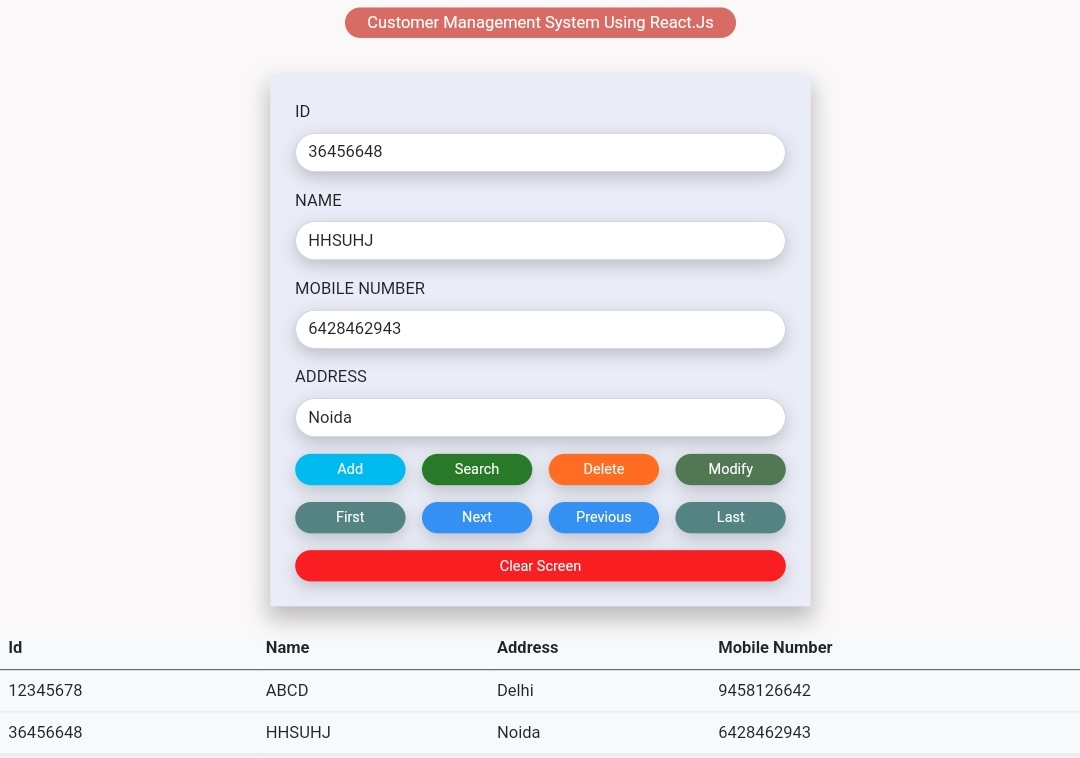 Customer Management System Using React.Js
ID
36456648
NAME
HHSUHJ
MOBILE NUMBER
6428462943
ADDRESS
Noida
Add Search Delete Modify
First Next Previous Last
Clear Screen
Id Name Address Mobile Number
12345678 ABCD Delhi 9458126642
36456648 HHSUHJ Noida 6428462943